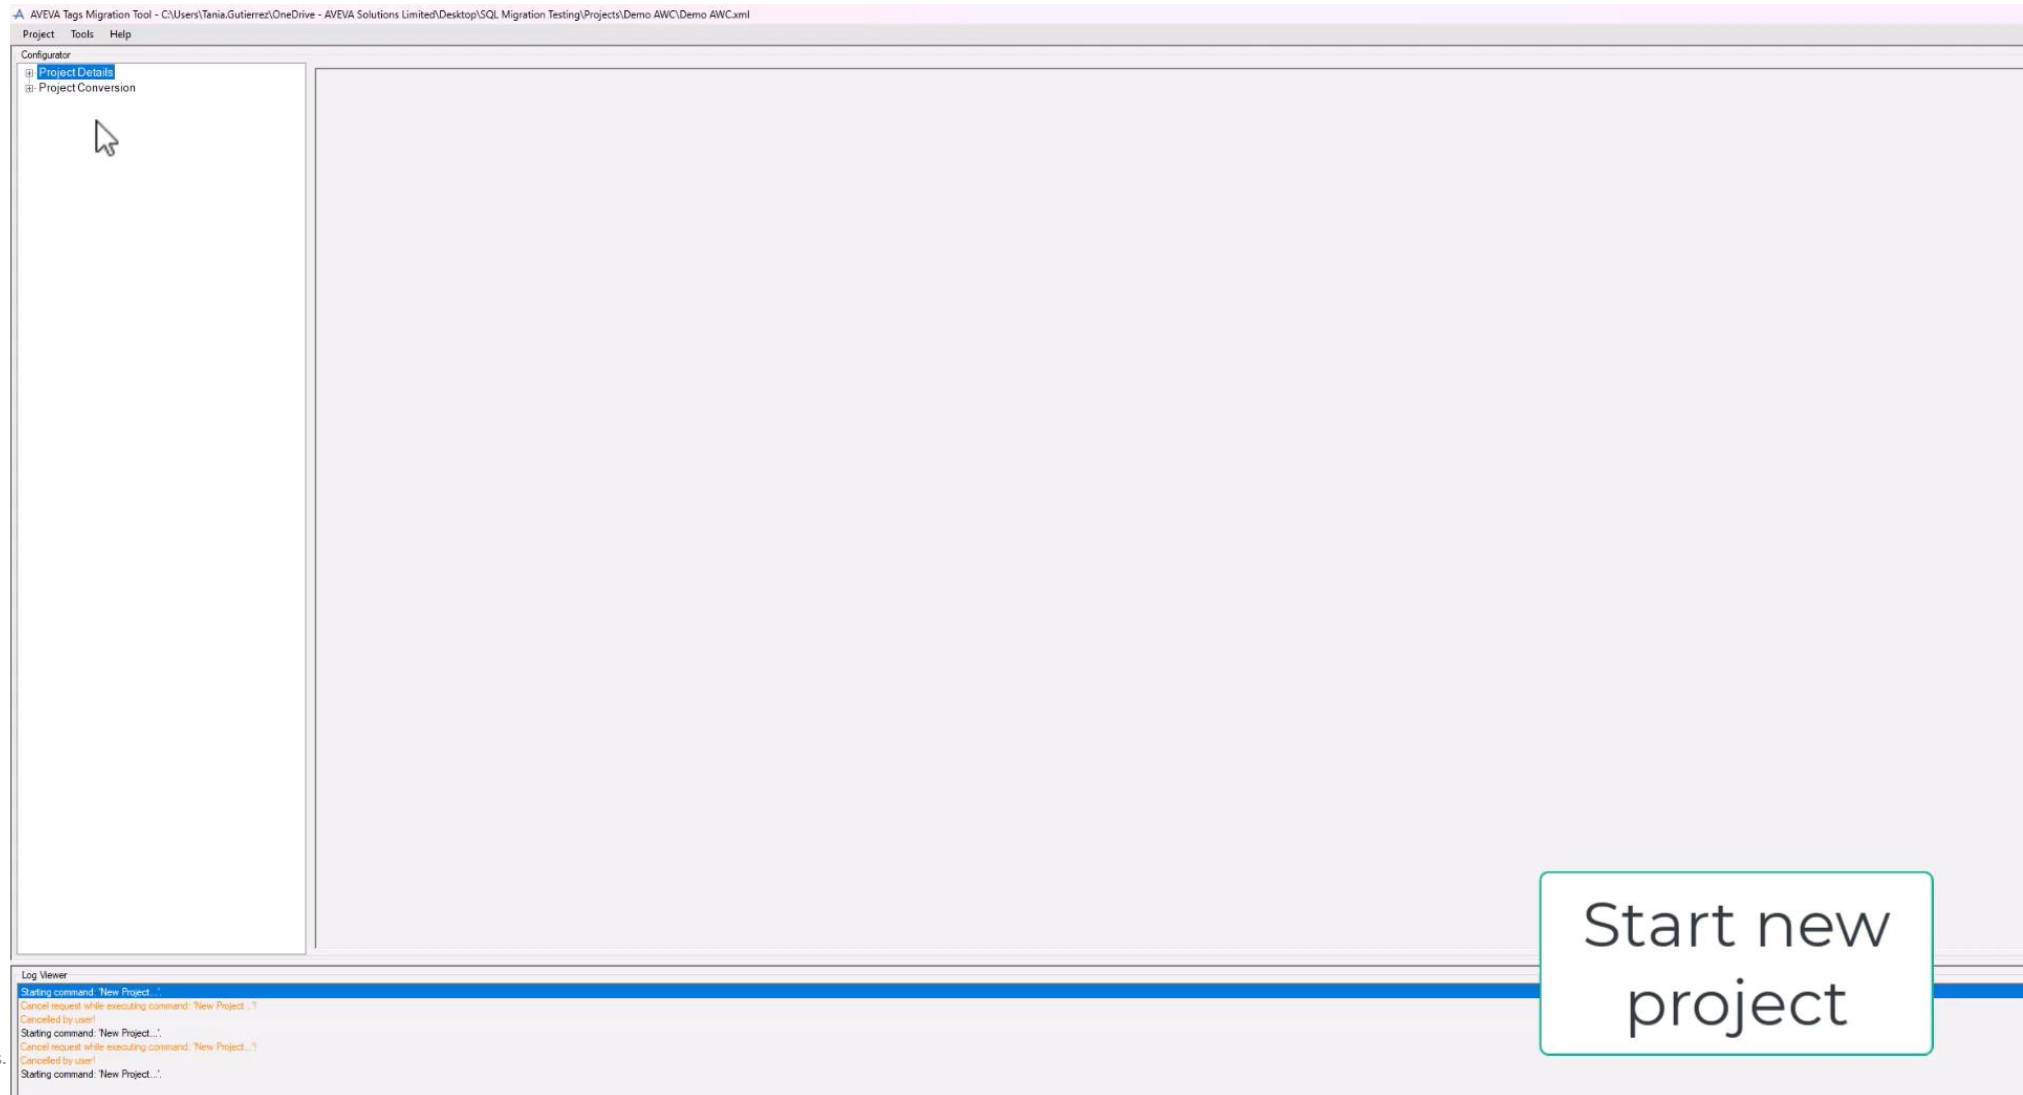 AVEVA Tags Migration Tool - C:\Users\Tania.Gutierrez\OneDrive - AVEVA Solutions Limited\Desktop\SQL Migration Testing\Projects\Demo AWC\Demo AWC.xml
Project Tools Help
Configurator
Project Details
Project Conversion
Start new
project
Log Viewer
Starting command: 'New Project...'.
Cancel request while executing command: 'New Project...'!
Cancelled by user!
Starting command: 'New Project...'.
Cancel request while executing command: 'New Project...'!
Cancelled by user!
Starting command: 'New Project...'.